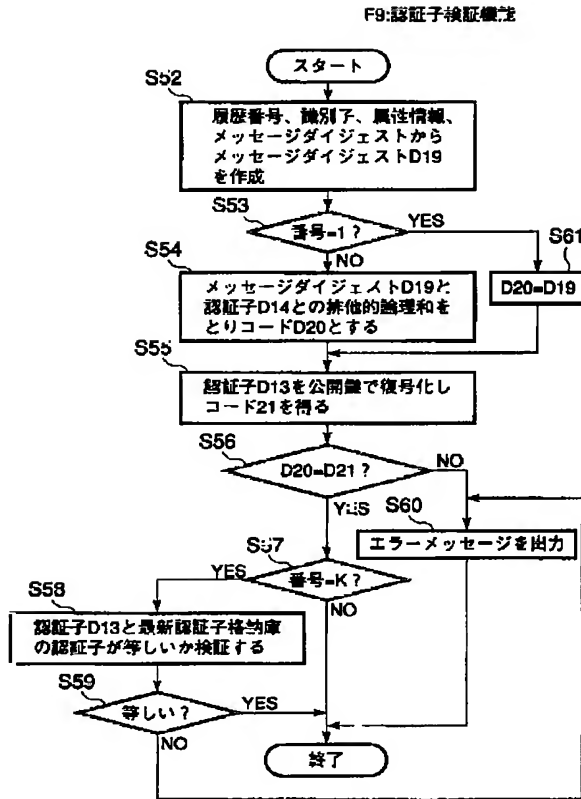 F9:認証子検証機能
スタート
S52
履歴番号、識別子、属性情報、
メッセージダイジェストから
メッセージダイジェストD19
を作成
S53
番号=1?
YES
NO
S61
D20=D19
S54
メッセージダイジェストD19と
認証子D14との排他的論理和を
とりコードD20とする
S55
認証子D13を公開鍵で復号化し
コード21を得る
S56
D20=D21?
NO
YES
S60
エラーメッセージを出力
S57
番号=K?
YES
NO
S58
認証子D13と最新認証子格納庫
の認証子が等しいか検証する
S59
等しい?
YES
NO
終了